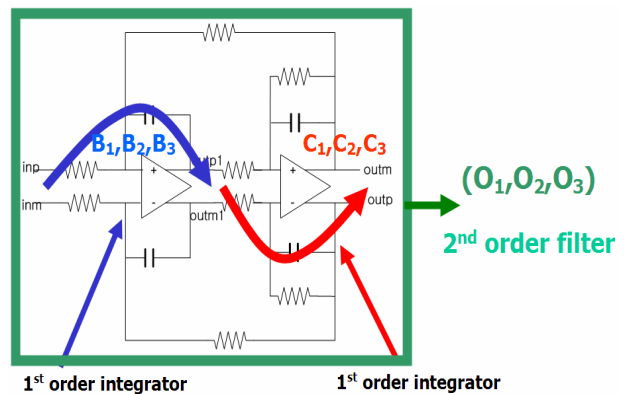 B1,B2,B3
C1,C2,C3
inp
outm
(O1,O2,O3)
inm
outp
outm1
2nd order filter
+
-
+
-
1st order integrator
1st order integrator